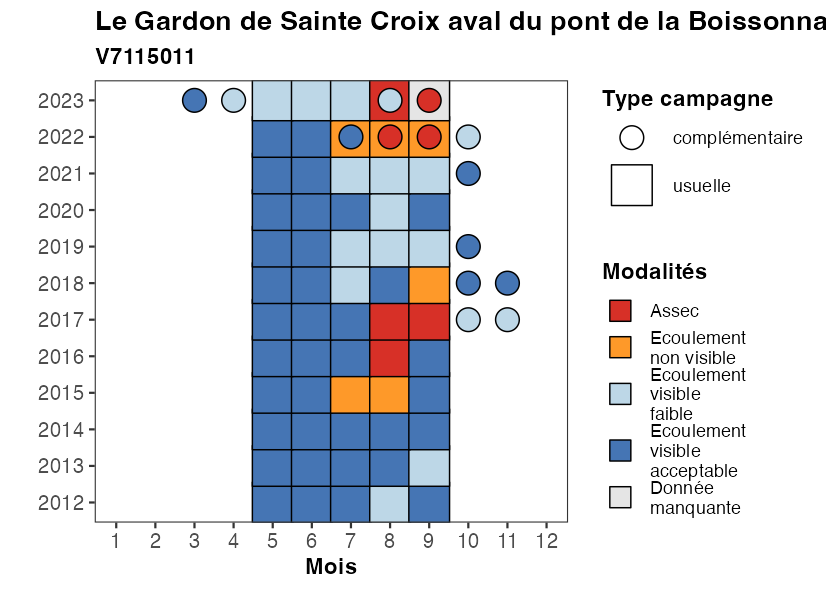 Le Gardon de Sainte Croix aval du pont de la Boissonna
V7115011
2023
2022
2021
2020
2019
2018
2017
2016
2015
2014
2013
2012
1 2 3 4 5 6 7 8 9 10 11 12
Mois
Type campagne
complémentaire
usuelle
Modalités
Assec
Ecoulement
non visible
Ecoulement
visible
faible
Ecoulement
visible
acceptable
Donnée
manquante